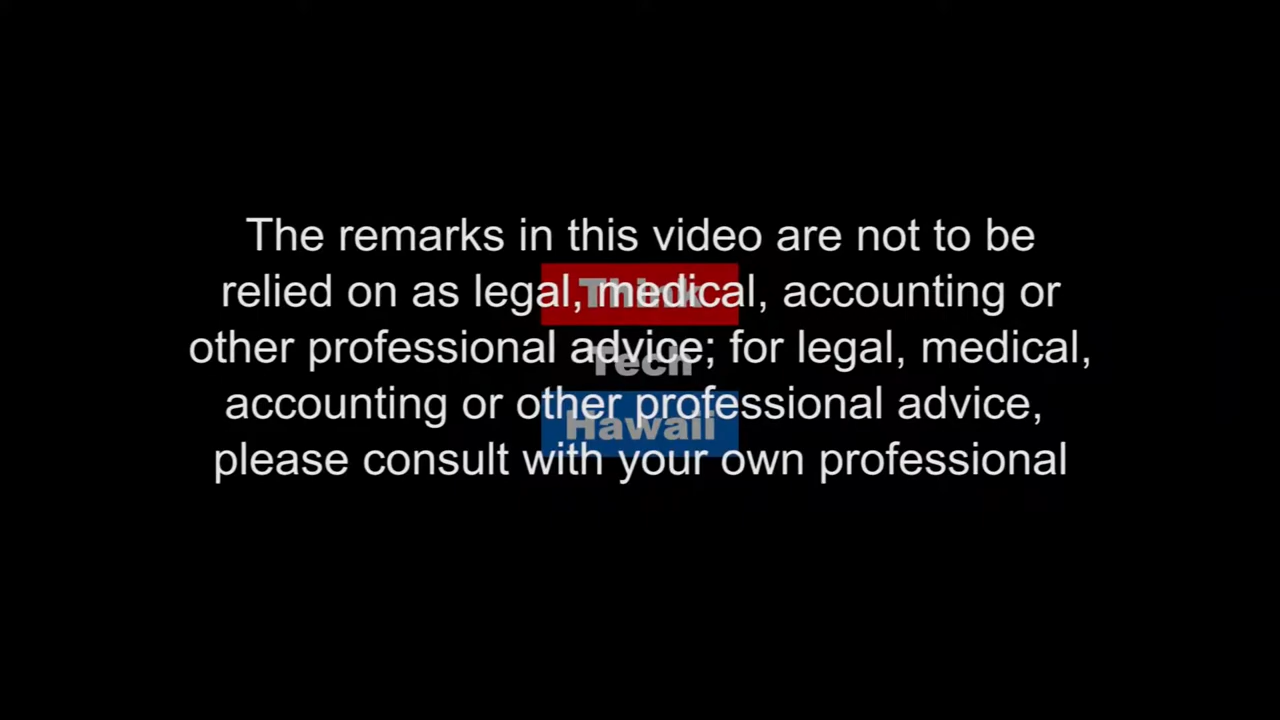 The remarks in this video are not to be
relied on as legal, medical, accounting or
other professional advice; for legal, medical,
accounting or other professional advice,
please consult with your own professional
Think
Tech
Hawaii